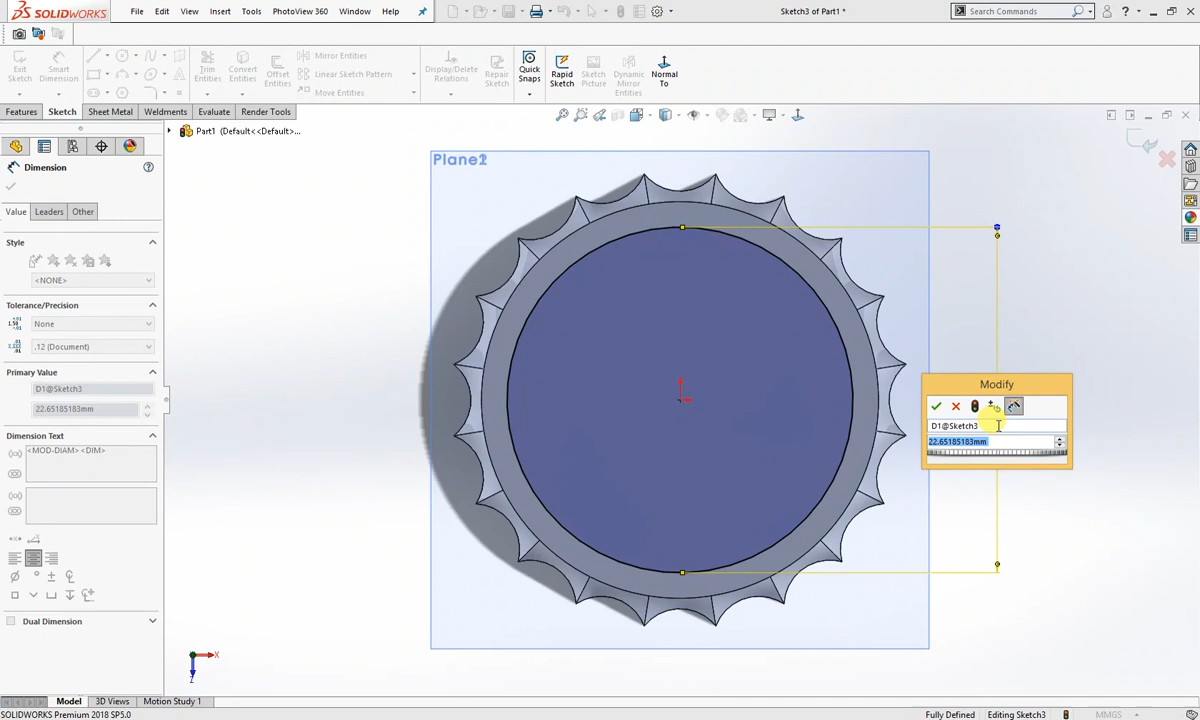 SOLIDWORKS
File Edit View Insert Tools PhotoView 360 Window Help
Sketch3 of Part1 *
Search Commands
?
Exit Sketch
Smart Dimension
Trim Entities
Convert Entities
Offset Entities
Mirror Entities
Linear Sketch Pattern
Move Entities
Display/Delete Relations
Repair Sketch
Quick Snaps
Rapid Sketch
Sketch Picture
Dynamic Mirror Entities
Normal To
Features Sketch Sheet Metal Weldments Evaluate Render Tools
Part1 (Default<<Default>...
Dimension
Value Leaders Other
Style
<NONE>
Tolerance/Precision
None
.12 (Document)
Primary Value
D1@Sketch3
22.65185183mm
Dimension Text
<MOD-DIAM> <DIM>
Dual Dimension
Modify
D1@Sketch3
22.65185183mm
X
Z
Model 3D Views Motion Study 1
SOLIDWORKS Premium 2018 SP5.0
Fully Defined Editing Sketch3 MMGS